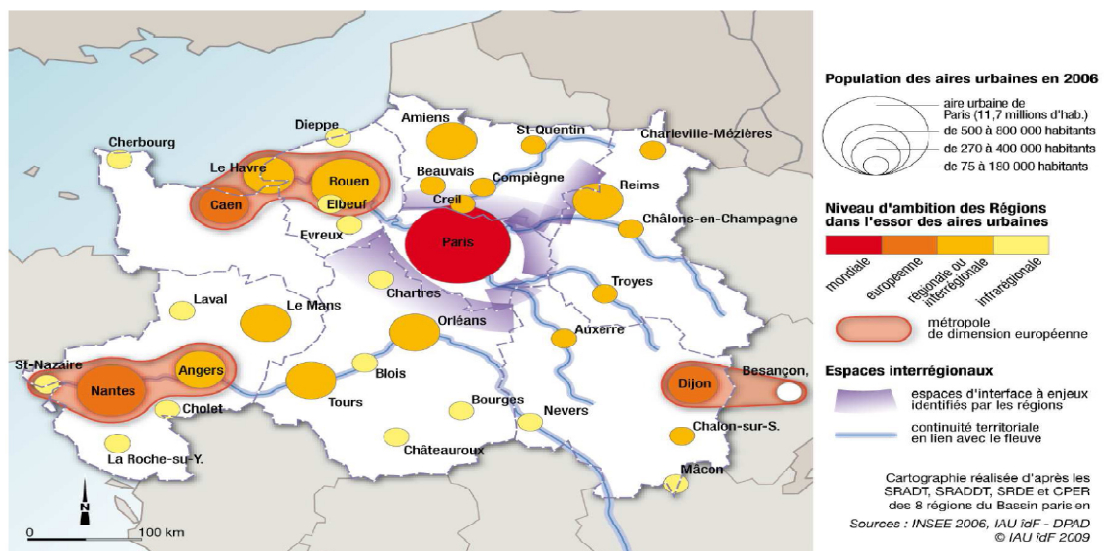 Cherbourg
Dieppe
Amiens
St-Quentin
Charleville-Mézières
Le Havre
Rouen
Beauvais
Compiègne
Reims
Caen
Elbeuf
Creil
Châlons-en-Champagne
Evreux
Paris
Chartres
Troyes
Laval
Le Mans
Orléans
Auxerre
St-Nazaire
Angers
Blois
Dijon
Besançon,
Nantes
Tours
Cholet
Bourges
Nevers
Chalon-sur-S.
La Roche-su-Y.
Châteauroux
Mâcon
N
0 100 km
Population des aires urbaines en 2006
aire urbaine de
Paris (11,7 millions d'hab.)
de 500 à 800 000 habitants
de 270 à 400 000 habitants
de 75 à 180 000 habitants
Niveau d'ambition des Régions
dans l'essor des aires urbaines
mondiale
européenne
régionale ou
interrégionale
infrarégionale
métropole
de dimension européenne
Espaces interrégionaux
espaces d'interface à enjeux
identifiés par les régions
continuité territoriale
en lien avec le fleuve
Cartographie réalisée d'après les
SRADT, SRADDT, SRDE et CPER
des 8 régions du Bassin parisien
Sources : INSEE 2006, IAU îdF - DPAD
© IAU îdF 2009